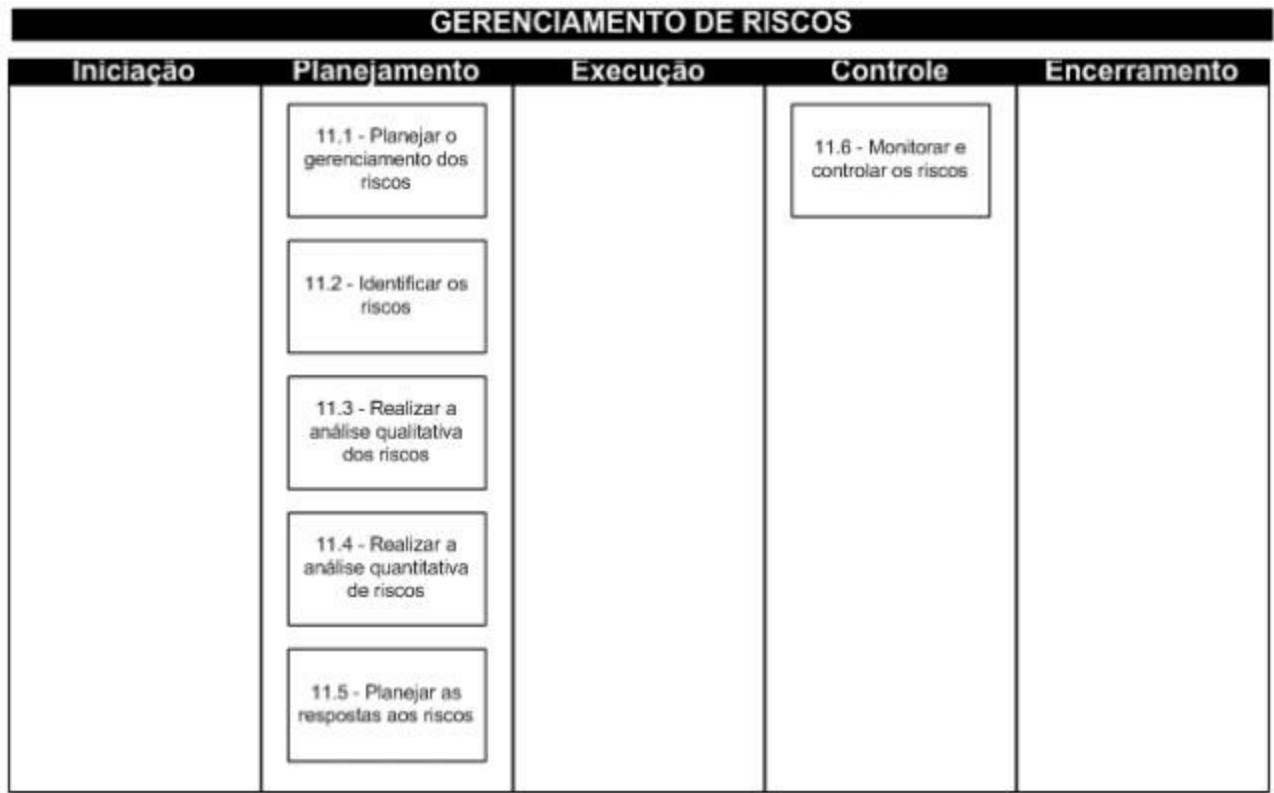 GERENCIAMENTO DE RISCOS
Iniciação
Planejamento
Execução
Controle
Encerramento
11.1 - Planejar o
gerenciamento dos
riscos
11.2 - Identificar os
riscos
11.3 - Realizar a
análise qualitativa
dos riscos
11.4 - Realizar a
análise quantitativa
de riscos
11.5 - Planejar as
respostas aos riscos
11.6 - Monitorar e
controlar os riscos